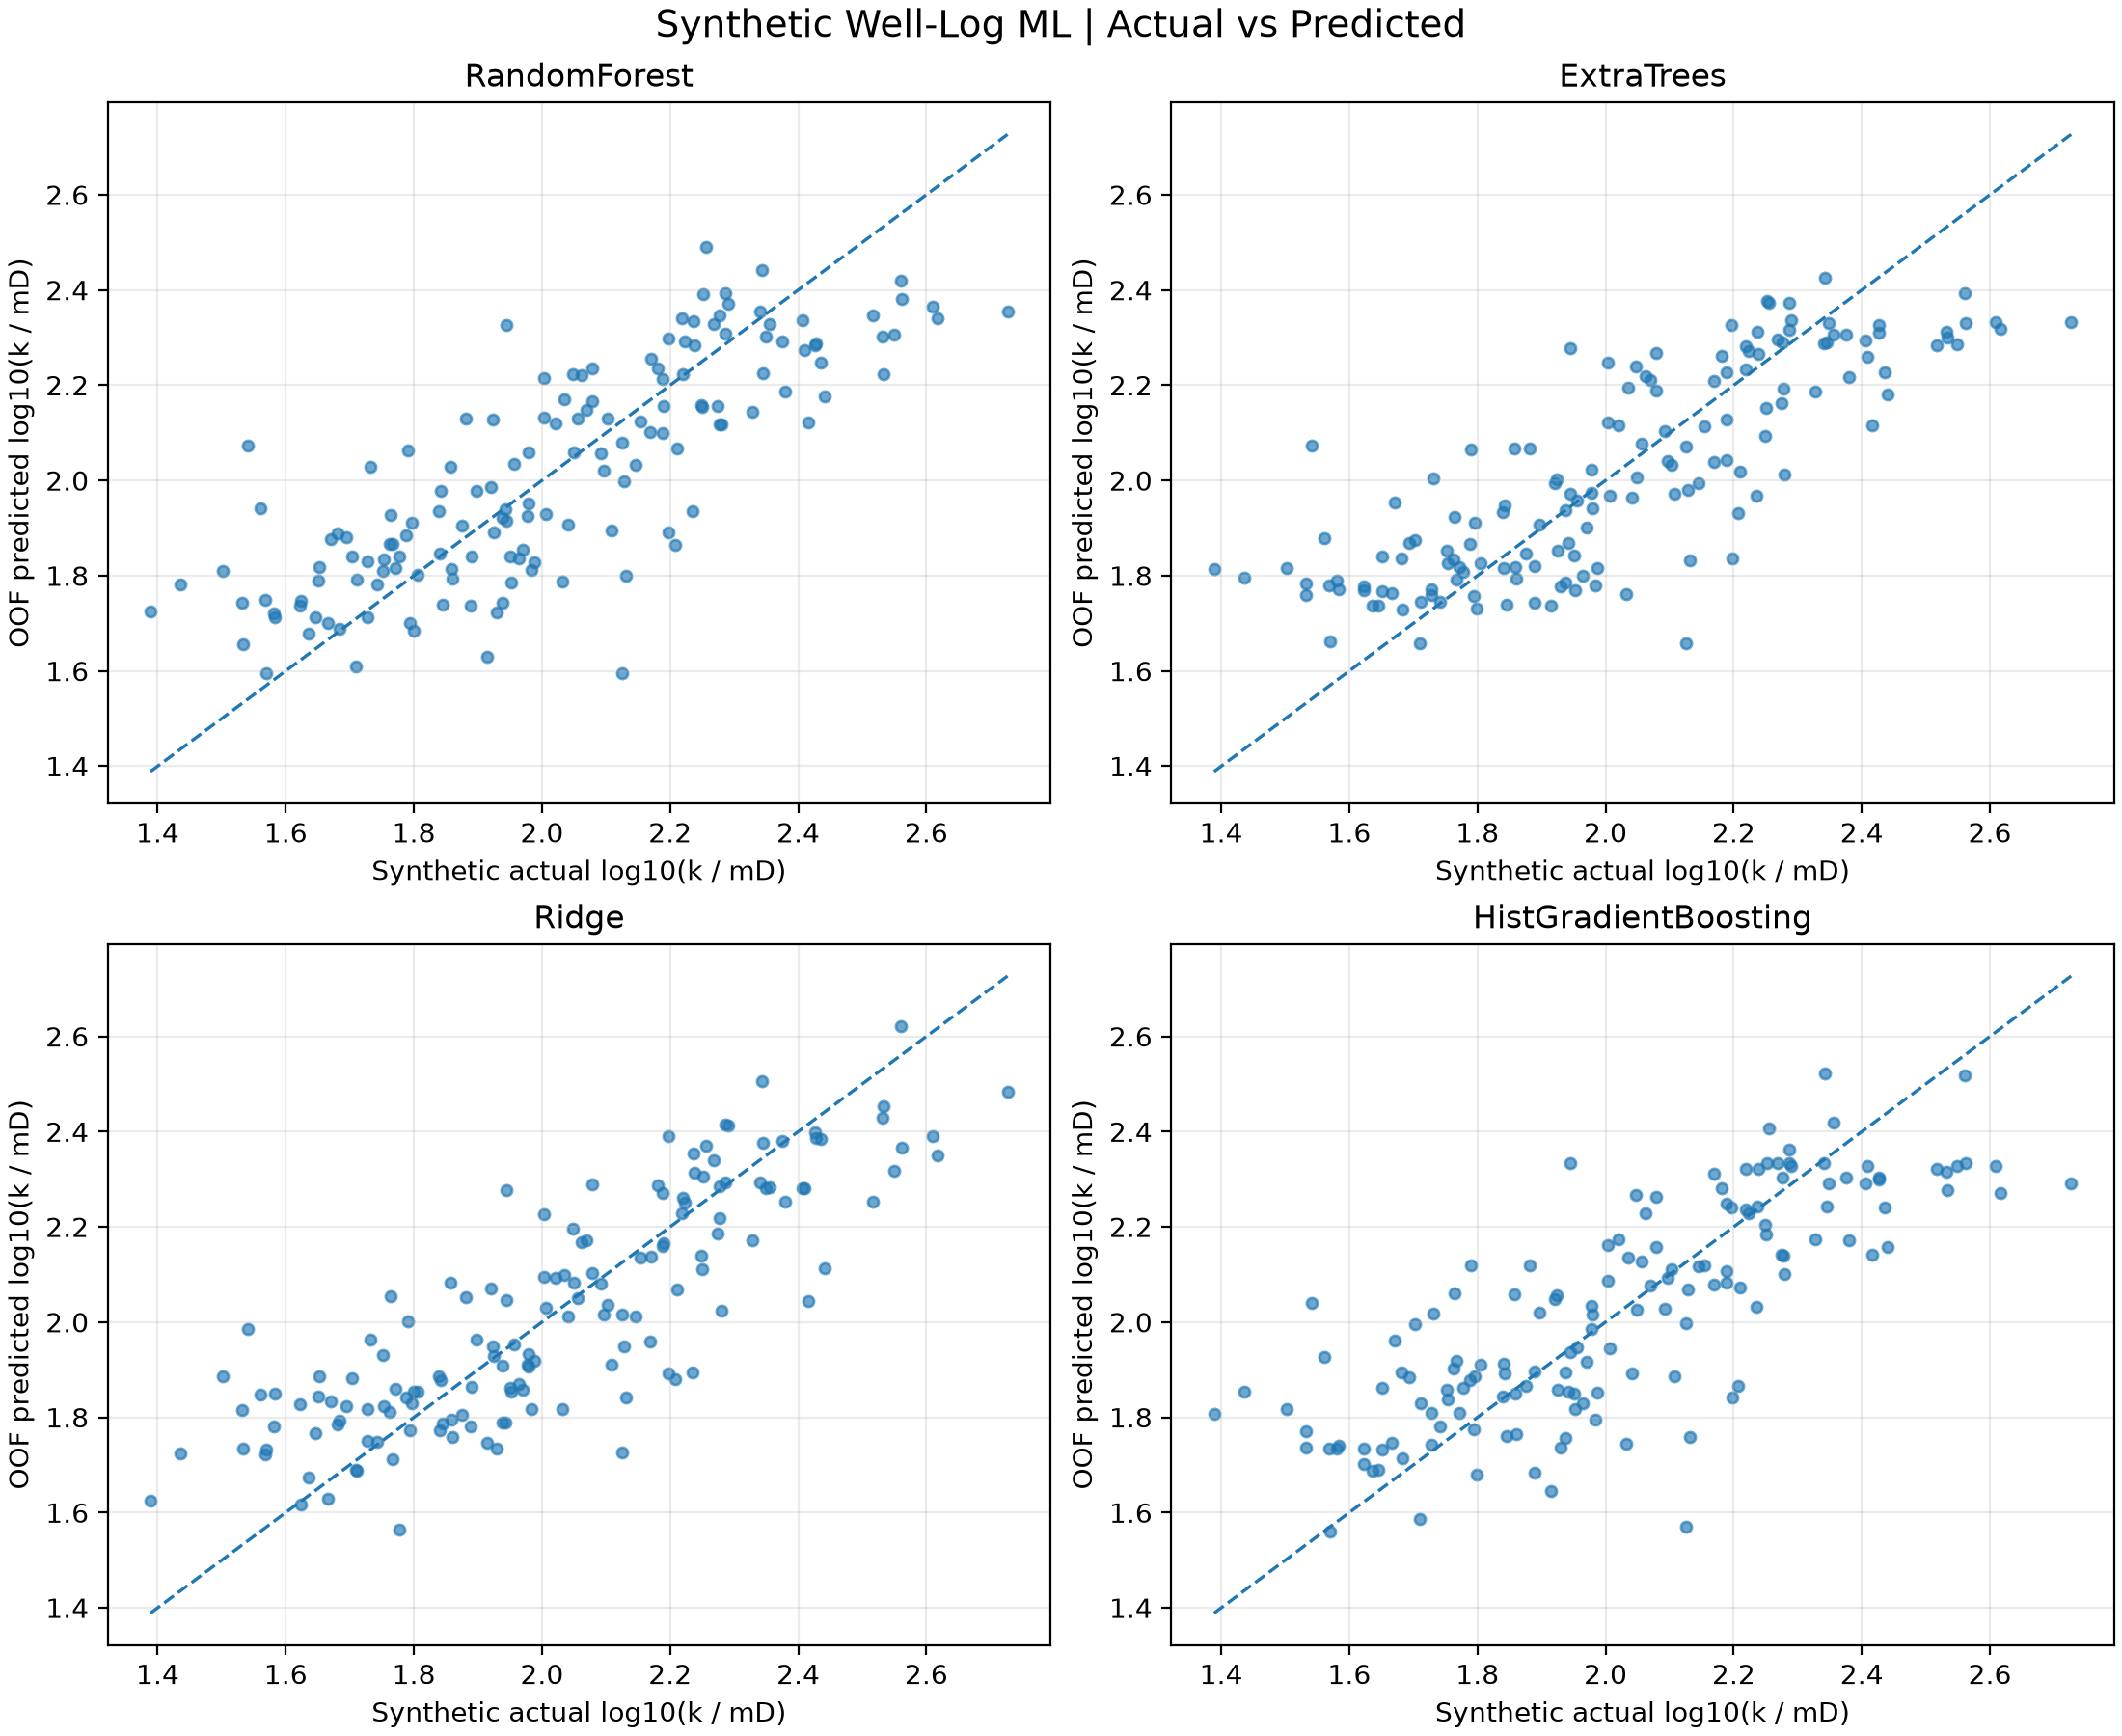 Synthetic Well-Log ML | Actual vs Predicted
RandomForest
OOF predicted log10(k / mD)
2.6
2.4
2.2
2.0
1.8
1.6
1.4
1.4 1.6 1.8 2.0 2.2 2.4 2.6
Synthetic actual log10(k / mD)
ExtraTrees
OOF predicted log10(k / mD)
2.6
2.4
2.2
2.0
1.8
1.6
1.4
1.4 1.6 1.8 2.0 2.2 2.4 2.6
Synthetic actual log10(k / mD)
Ridge
OOF predicted log10(k / mD)
2.6
2.4
2.2
2.0
1.8
1.6
1.4
1.4 1.6 1.8 2.0 2.2 2.4 2.6
Synthetic actual log10(k / mD)
HistGradientBoosting
OOF predicted log10(k / mD)
2.6
2.4
2.2
2.0
1.8
1.6
1.4
1.4 1.6 1.8 2.0 2.2 2.4 2.6
Synthetic actual log10(k / mD)